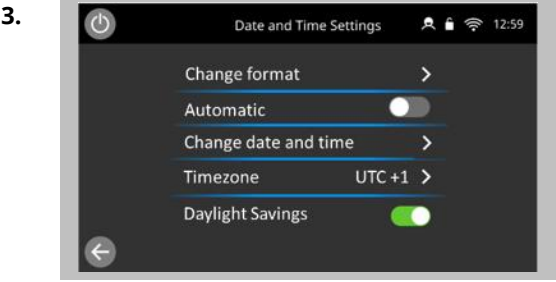 3.
Date and Time Settings 12:59
Change format
Automatic
Change date and time
Timezone UTC +1
Daylight Savings